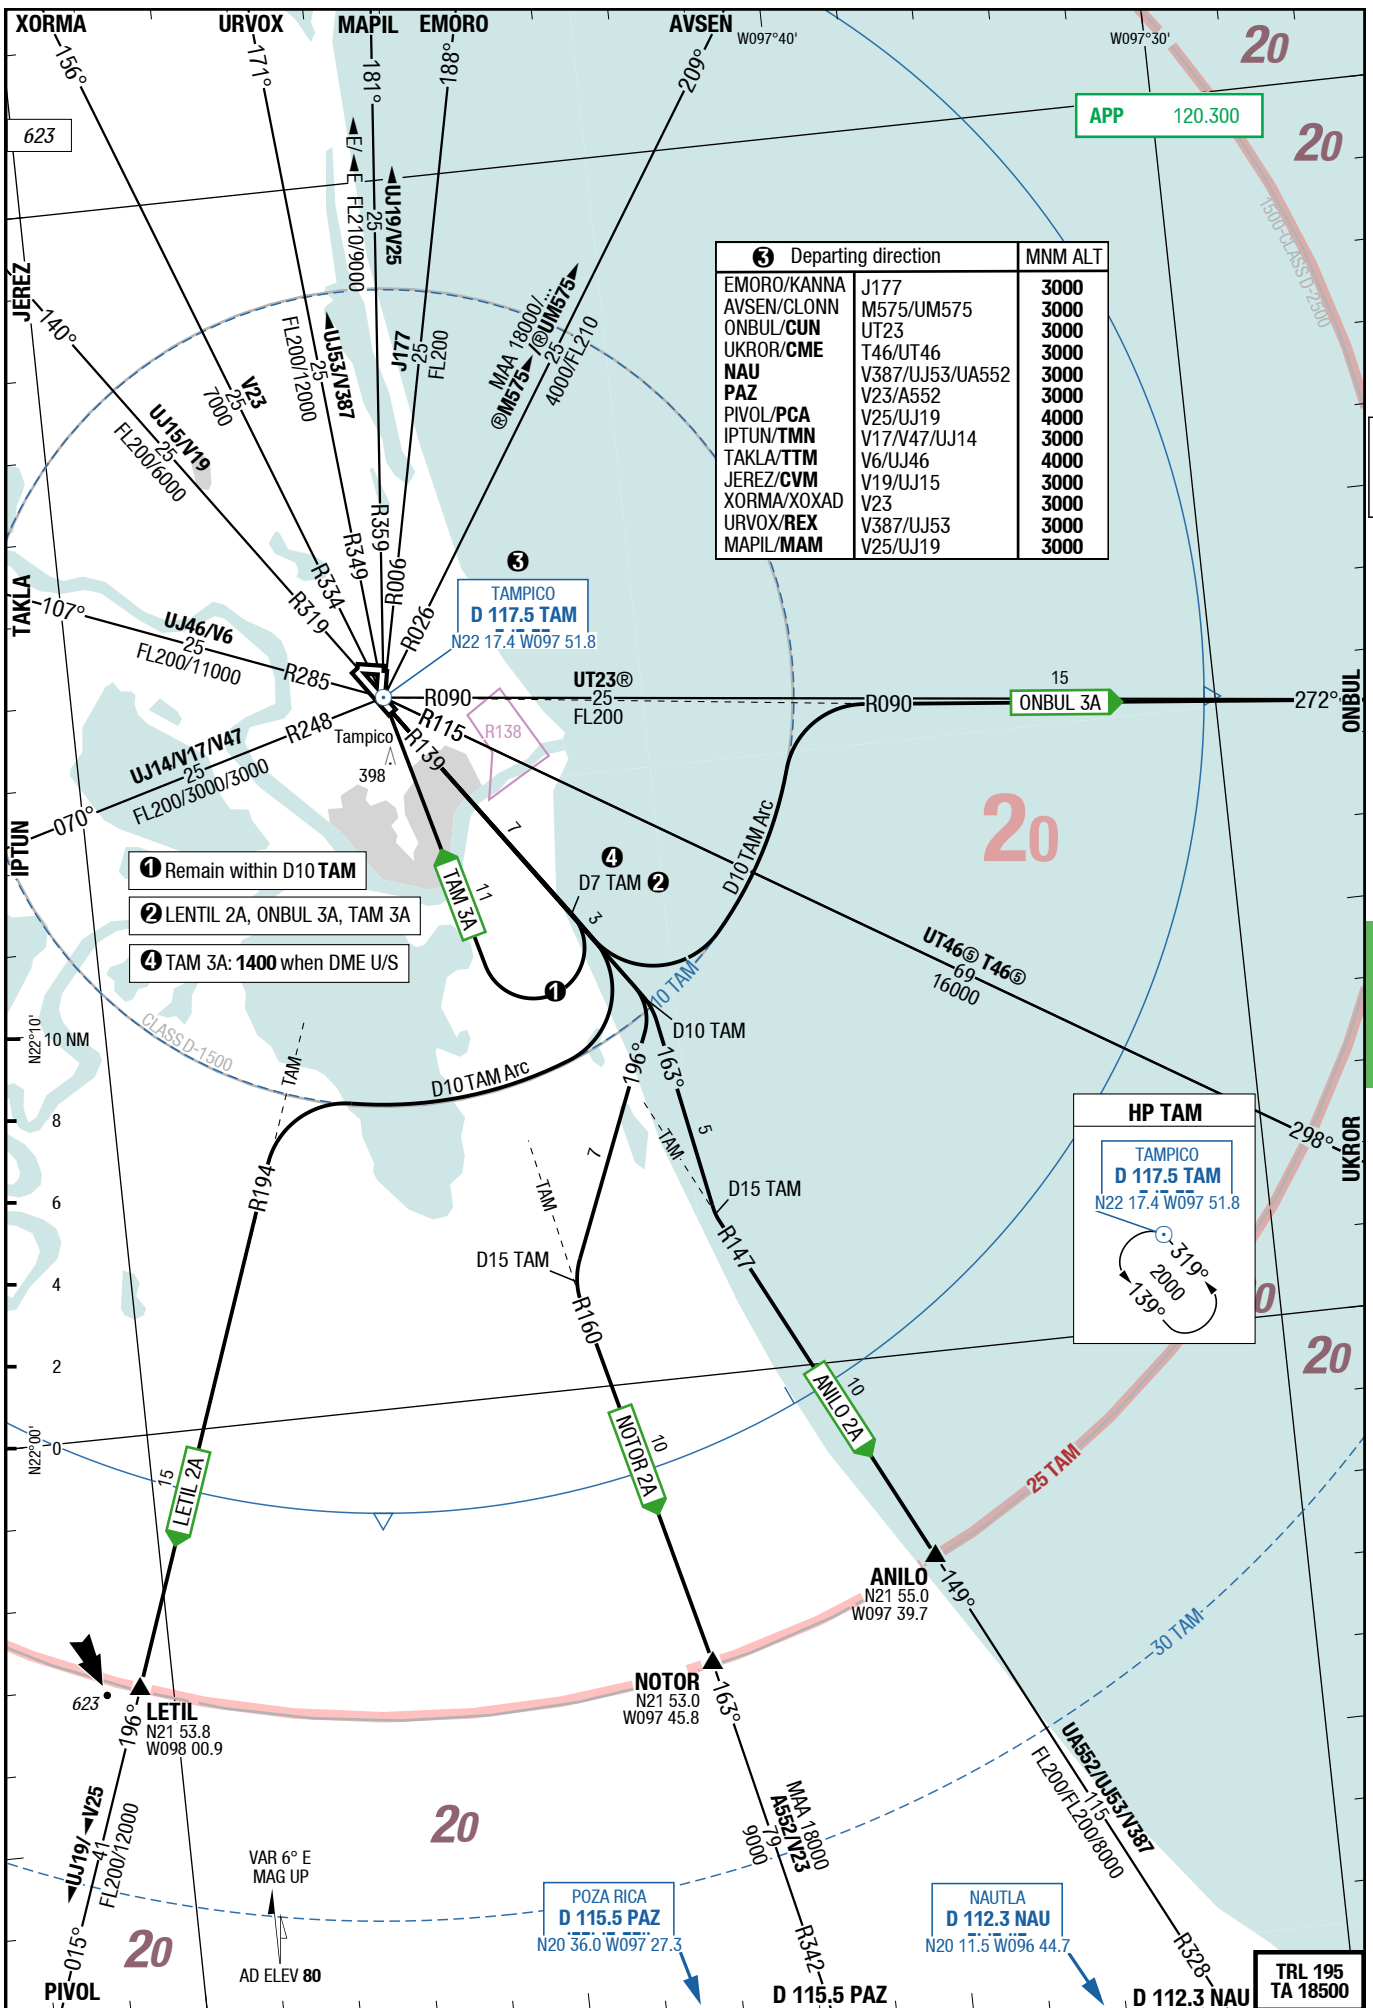 XORMA
URVOX
MAPIL
EMORO
AVSEN
W097°40'
W097°30'
20
156°
171°
181°
188°
209°
623
APP 120.300
20
E/ E FL210/9000
UJ19/V25
25
1500-CLASS D-2500
JEREZ
140°
UJ15/V19
25
FL200/6000
V23
25
7000
UJ53/V387
25
FL200/12000
J177
25
FL200
MAA 18000/...
®M575 /®UM575
25
4000/FL210
3 Departing direction MNM ALT
EMORO/KANNA J177 3000
AVSEN/CLONN M575/UM575 3000
ONBUL/CUN UT23 3000
UKROR/CME T46/UT46 3000
NAU V387/UJ53/UA552 3000
PAZ V23/A552 3000
PIVOL/PCA V25/UJ19 4000
IPTUN/TMN V17/V47/UJ14 3000
TAKLA/TTM V6/UJ46 4000
JEREZ/CVM V19/UJ15 3000
XORMA/XOXAD V23 3000
URVOX/REX V387/UJ53 3000
MAPIL/MAM V25/UJ19 3000
R319
R334
R349
R359
R006
R026
3
TAMPICO
D 117.5 TAM
N22 17.4 W097 51.8
TAKLA
107°
UJ46/V6
25
FL200/11000
R285
R090
UT23®
25
FL200
R090
15
ONBUL 3A
272°
ONBUL
R248
R115
R139
R138
Tampico
398
UJ14/V17/V47
25
FL200/3000/3000
070°
IPTUN
20
7
D10 TAM Arc
1 Remain within D10 TAM
2 LENTIL 2A, ONBUL 3A, TAM 3A
4 TAM 3A: 1400 when DME U/S
TAM 3A
11
4
D7 TAM 2
3
1
UT46⑤ T46⑤
69
16000
10 TAM
D10 TAM
N22°10'
10 NM
8
6
4
2
0
N22°00'
CLASS D-1500
TAM
D10 TAM Arc
196°
163°
5
7
TAM
TAM
298°
UKROR
HP TAM
TAMPICO
D 117.5 TAM
N22 17.4 W097 51.8
319°
2000
139°
0
20
R194
D15 TAM
D15 TAM
R147
R160
ANILO 2A
10
NOTOR 2A
10
LETIL 2A
15
25 TAM
ANILO
N21 55.0
W097 39.7
149°
30 TAM
NOTOR
N21 53.0
W097 45.8
163°
623
LETIL
N21 53.8
W098 00.9
196°
UJ19/ V25
41
FL200/12000
015°
PIVOL
20
20
VAR 6° E
MAG UP
AD ELEV 80
MAA 18000
A552/V23
79
9000
R342
UA552/UJ53/V387
115
FL200/FL200/8000
R328
POZA RICA
D 115.5 PAZ
N20 36.0 W097 27.3
D 115.5 PAZ
NAUTLA
D 112.3 NAU
N20 11.5 W096 44.7
D 112.3 NAU
TRL 195
TA 18500